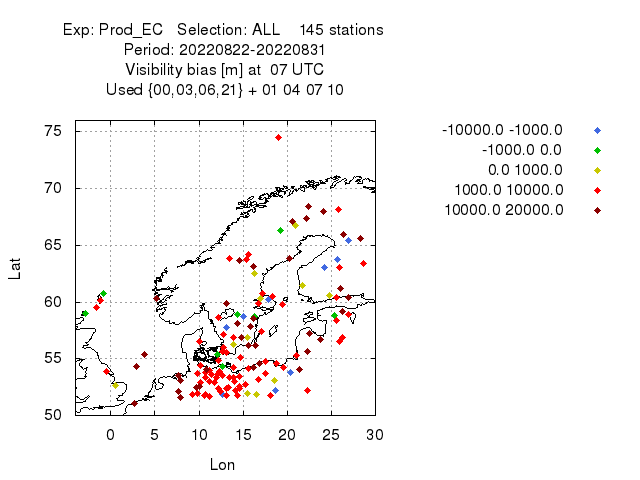 Exp: Prod_EC   Selection: ALL    145 stations
Period: 20220822-20220831
Visibility bias [m] at  07 UTC
Used {00,03,06,21} + 01 04 07 10
-10000.0 -1000.0
-1000.0 0.0
0.0 1000.0
1000.0 10000.0
10000.0 20000.0
75
70
65
60
55
50
Lat
0 5 10 15 20 25 30
Lon